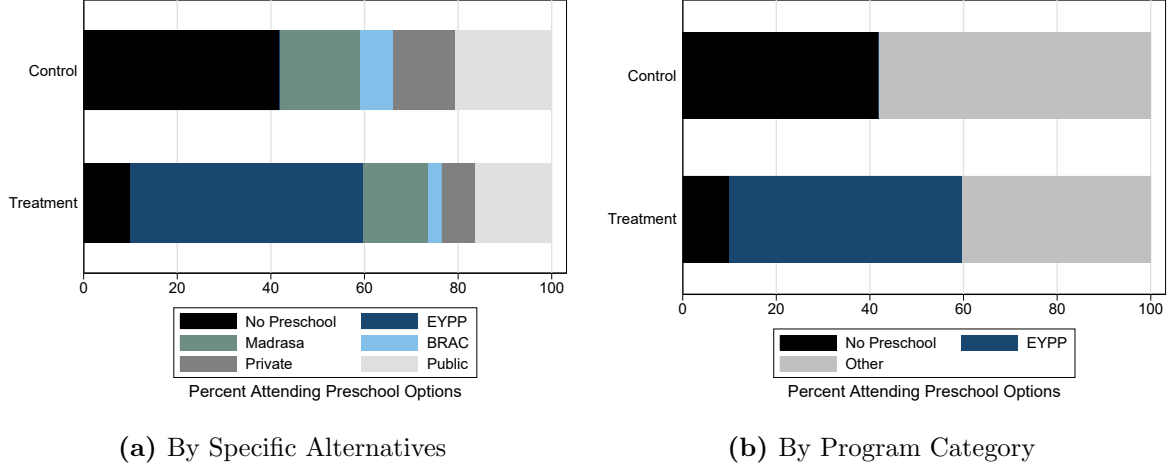 Control
Treatment
0 20 40 60 80 100
No Preschool EYPP
Madrasa BRAC
Private Public
Percent Attending Preschool Options
(a) By Specific Alternatives
Control
Treatment
0 20 40 60 80 100
No Preschool EYPP
Other
Percent Attending Preschool Options
(b) By Program Category